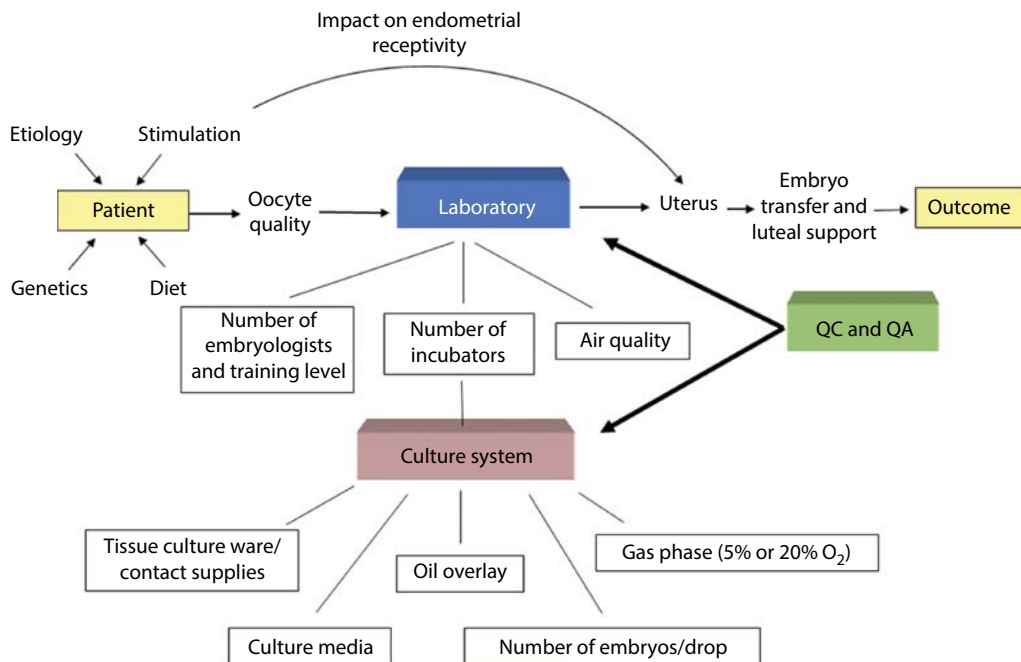 Impact on endometrial
receptivity
Etiology
Stimulation
Patient
Oocyte
quality
Laboratory
Uterus
Embryo
transfer and
luteal support
Outcome
Genetics
Diet
Number of
embryologists
and training level
Number of
incubators
Air quality
QC and QA
Culture system
Tissue culture ware/
contact supplies
Oil overlay
Gas phase (5% or 20% O₂)
Culture media
Number of embryos/drop